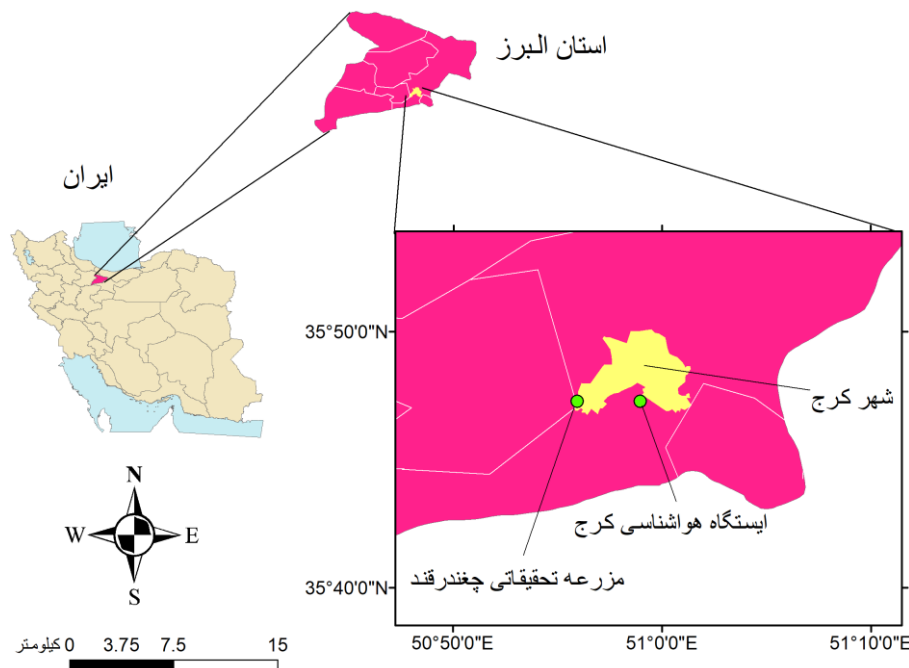 استان البرز
ایران
35°50'0"N
شهر کرج
ایستگاه هواشناسی کرج
مزرعه تحقیقاتی چغندرقند
35°40'0"N
50°50'0"E
51°0'0"E
51°10'0"E
N
W
E
S
کیلومتر 0 3.75 7.5 15